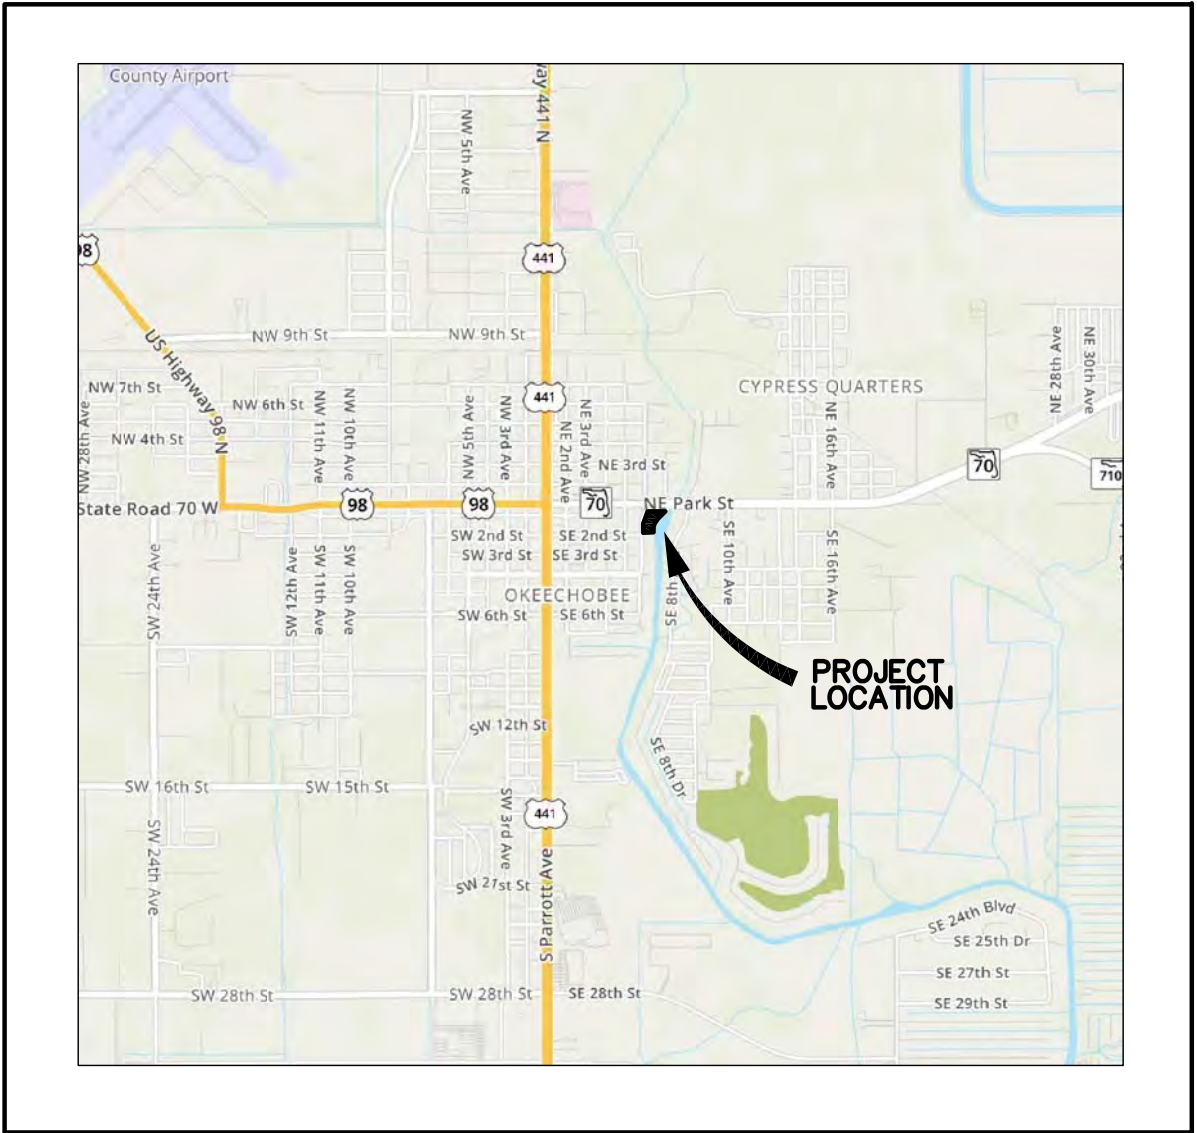 County Airport
way 441 N
NW 5th Ave
98
441
US Highway 98 N
NW 9th St
NW 9th St
NW 7th St
NW 6th St
NW 4th St
NW 28th Ave
NW 11th Ave
NW 10th Ave
NW 5th Ave
NW 3rd Ave
441
NE 2nd Ave
NE 3rd Ave
NE 3rd St
CYPRESS QUARTERS
NE 16th Ave
NE 28th Ave
NE 30th Ave
70
710
State Road 70 W
98
98
70
NE Park St
SW 2nd St
SE 2nd St
SW 3rd St
SE 3rd St
OKEECHOBEE
SW 6th St
SE 6th St
SW 24th Ave
SW 12th Ave
SW 11th Ave
SW 10th Ave
SE 8th
SE 10th Ave
SE 16th Ave
PROJECT
LOCATION
SW 12th St
SE 8th Dr
SW 16th St
SW 15th St
SW 3rd Ave
441
SW 24th Ave
SW 21st St
S Parrott Ave
SE 24th Blvd
SE 25th Dr
SE 27th St
SE 29th St
SW 28th St
SW 28th St
SE 28th St